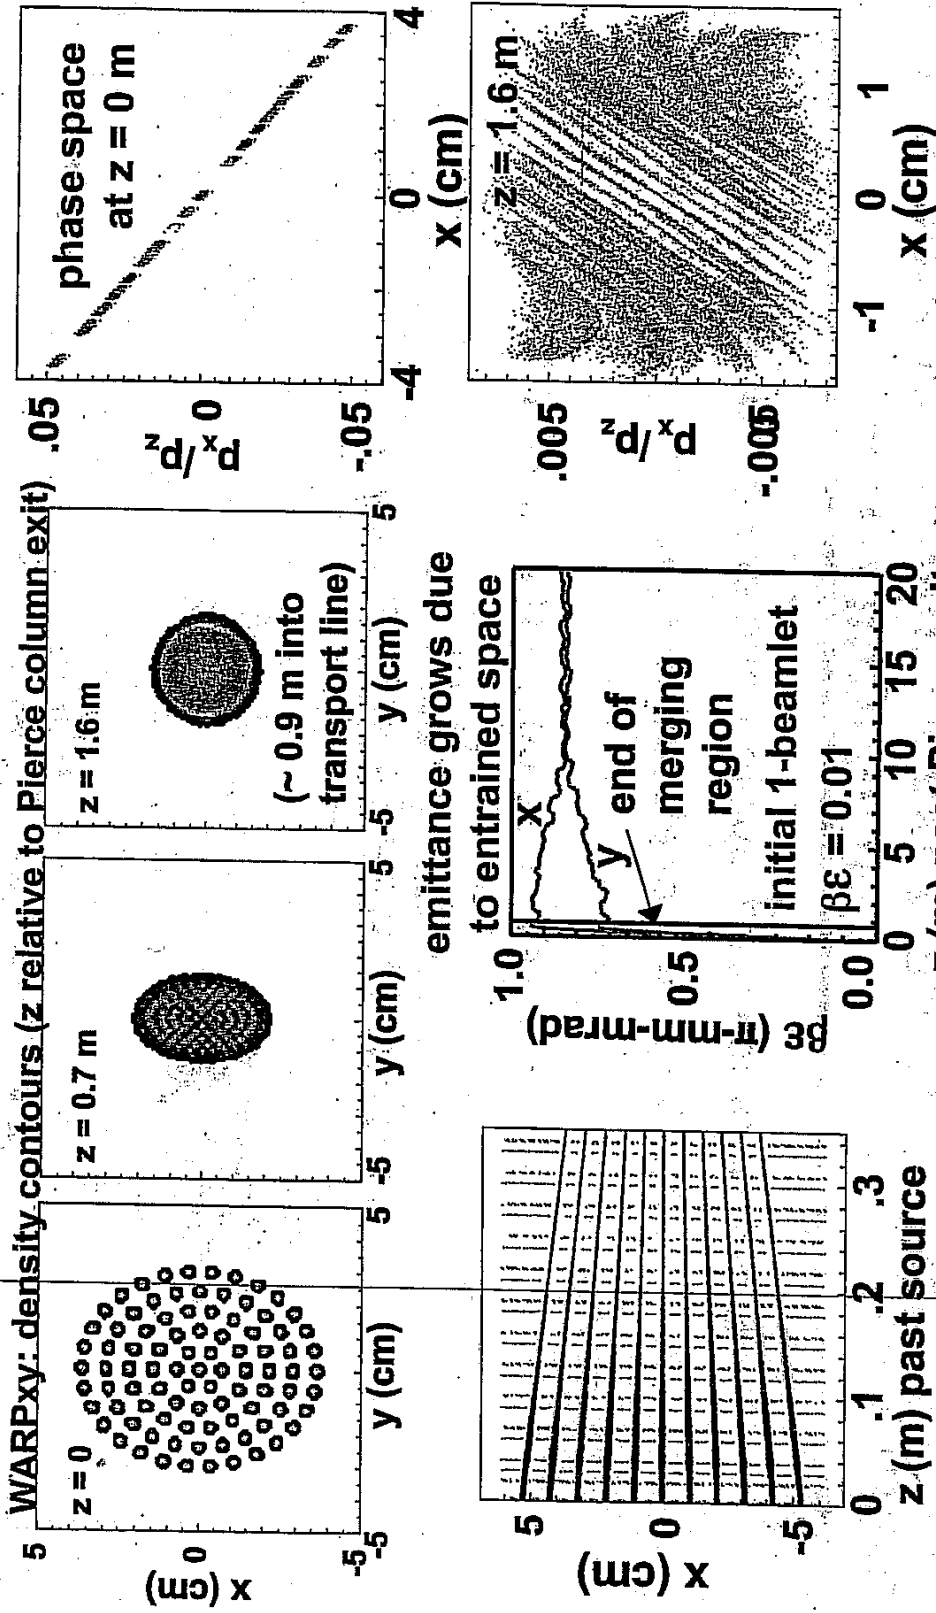 WARPxy: density contours (z relative to Pierce column exit)
z = 0
5
0
-5
x (cm)
-5
5
y (cm)
z = 0.7 m
-5
5
y (cm)
z = 1.6 m
(~ 0.9 m into
transport line)
-5
5
y (cm)
phase space
at z = 0 m
.05
0
-.05
px/pz
-4
0
4
x (cm)
5
0
-5
x (cm)
0
.1
.2
.3
z (m) past source
emittance grows due
to entrained space
1.0
0.5
0.0
βε (π-mm-mrad)
x
y
end of
merging
region
initial 1-beamlet
βε = 0.01
0
5
10
15
20
z = 1.6 m
.005
-.005
px/pz
-1
0
1
x (cm)